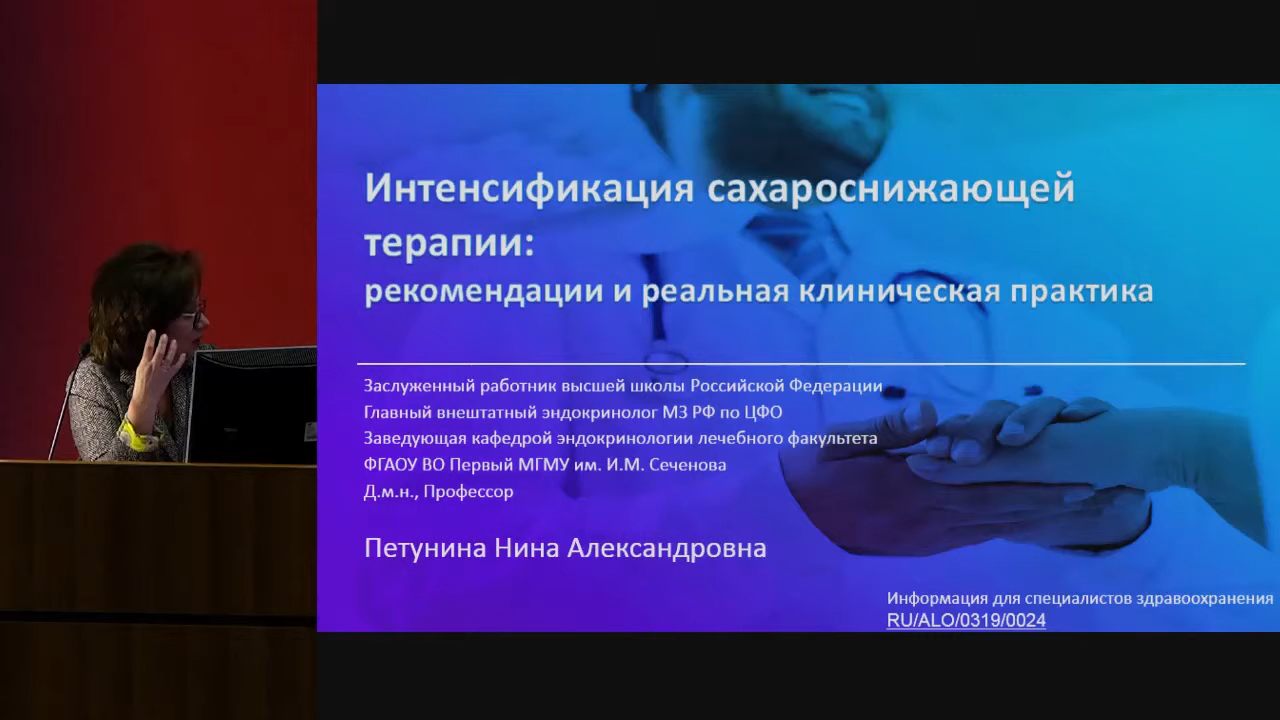 Интенсификация сахароснижающей
терапии:
рекомендации и реальная клиническая практика
Заслуженный работник высшей школы Российской Федерации
Главный внештатный эндокринолог МЗ РФ по ЦФО
Заведующая кафедрой эндокринологии лечебного факультета
ФГАОУ ВО Первый МГМУ им. И.М. Сеченова
Д.м.н., Профессор
Петунина Нина Александровна
Информация для специалистов здравоохранения
RU/ALO/0319/0024